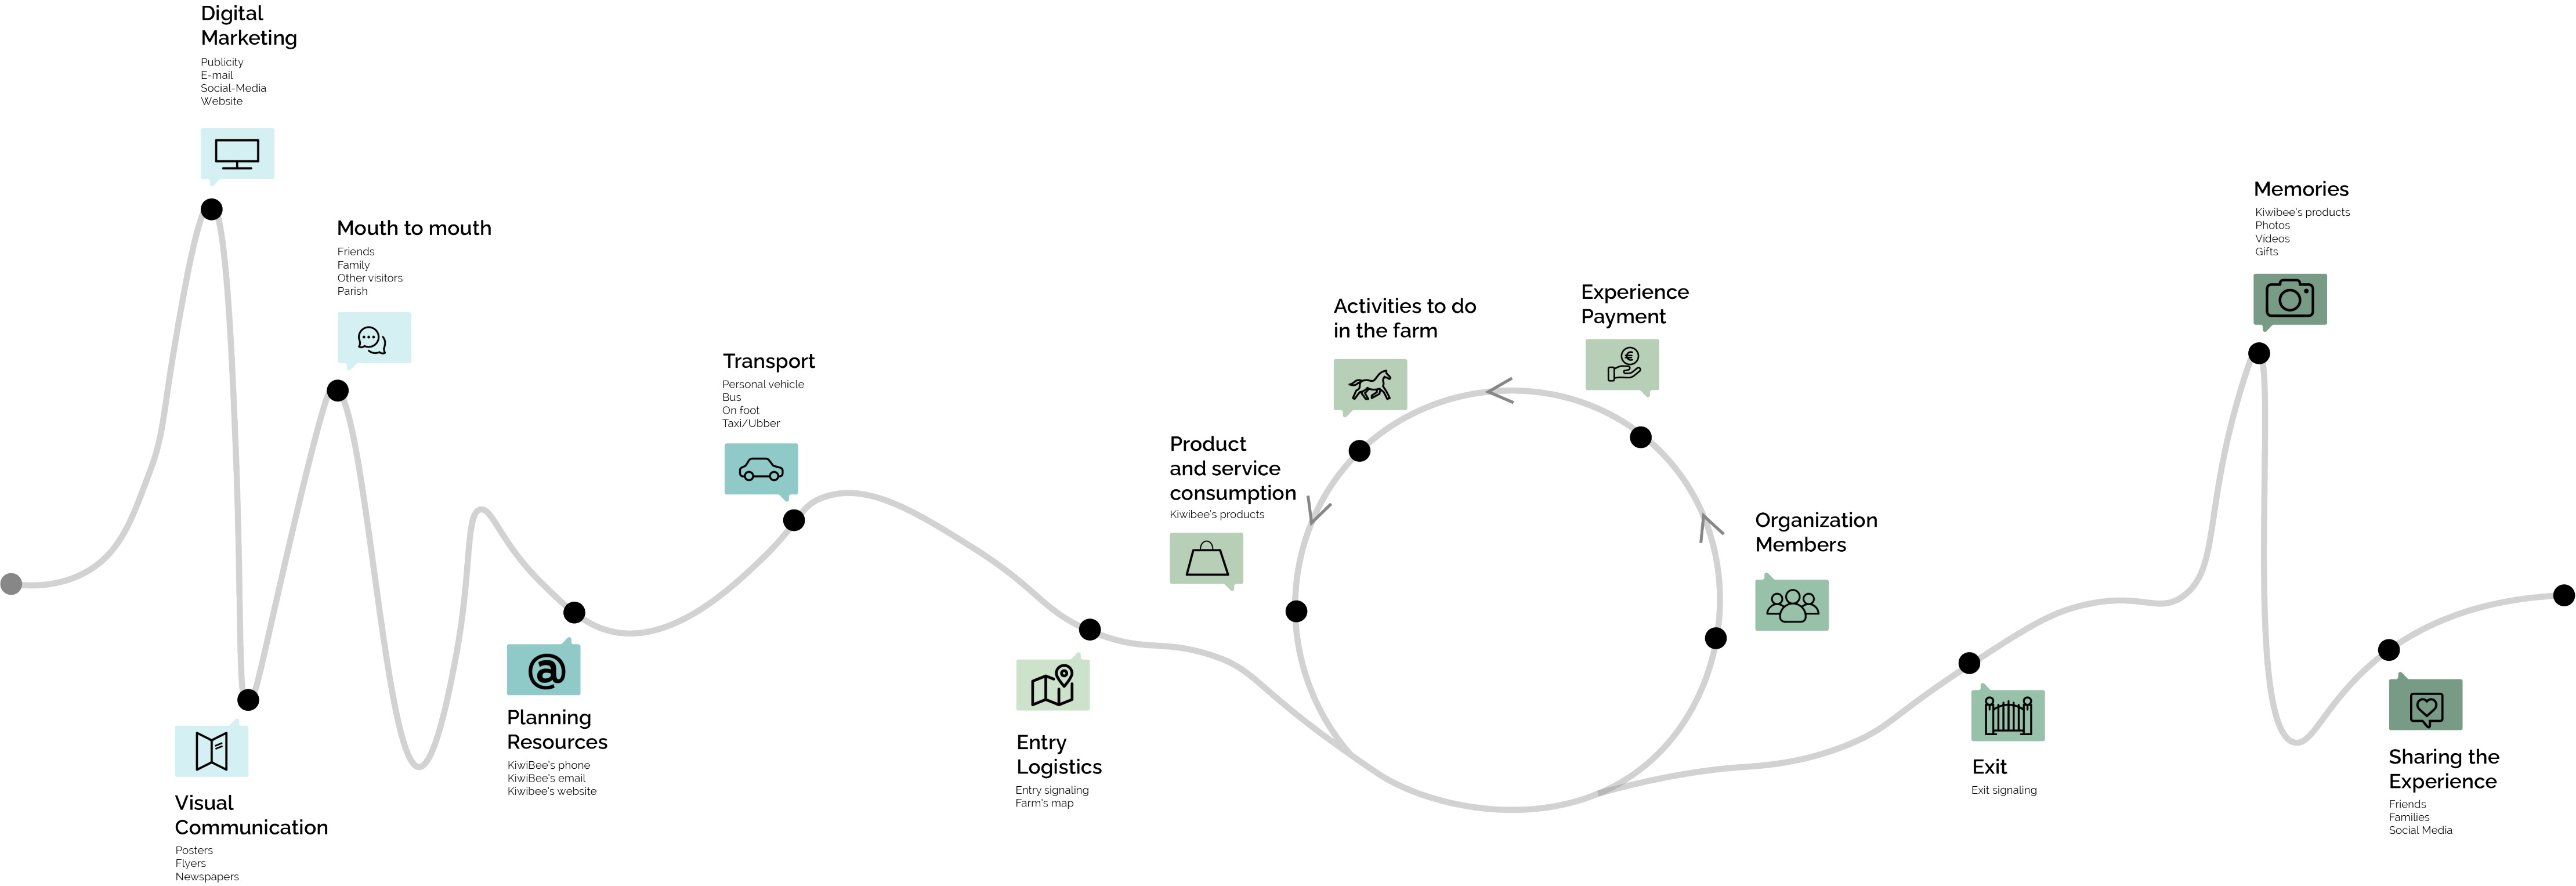 Digital
Marketing
Publicity
E-mail
Social-Media
Website
Visual
Communication
Posters
Flyers
Newspapers
Mouth to mouth
Friends
Family
Other visitors
Parish
Planning
Resources
KiwiBee's phone
KiwiBee's email
Kiwibee's website
@
Transport
Personal vehicle
Bus
On foot
Taxi/Ubber
Entry
Logistics
Entry signaling
Farm's map
Product
and service
consumption
Kiwibee's products
Activities to do
in the farm
Experience
Payment
€
Organization
Members
Exit
Exit signaling
Memories
Kiwibee's products
Photos
Videos
Gifts
Sharing the
Experience
Friends
Families
Social Media